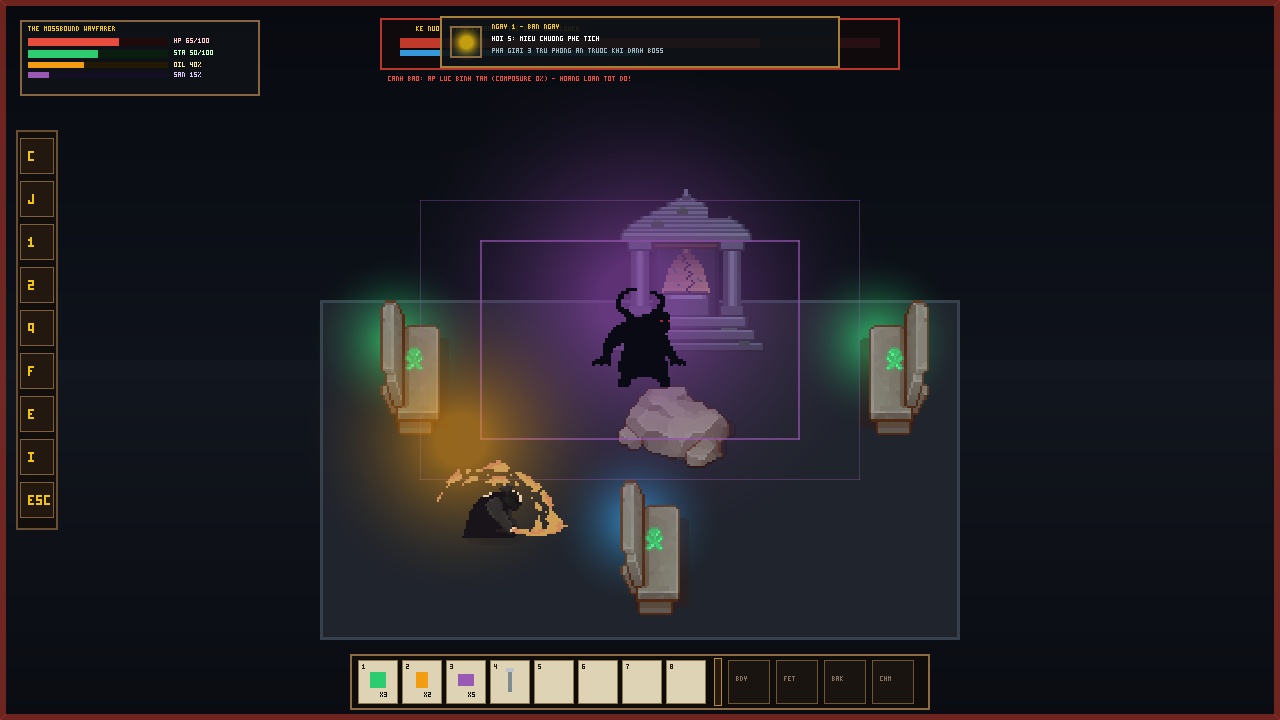 THE MOSSBOUND WAYFARER
HP 65/100
STA 50/100
OIL 40%
SAN 15%
KE NUO
NGAY 1 - BAN NGAY
HOI 5: MIEU CHUONG PHE TICH
PHA GIAI 3 TRU PHONG AN TRUOC KHI DANH BOSS
CANH BAO: AP LUC BINH TAM (COMPOSURE 0%) - HOANG LOAN TOT DO!
C
J
1
2
Q
F
E
I
ESC
1
X3
2
X2
3
X5
4
5
6
7
8
BDY
FET
BAK
CHM